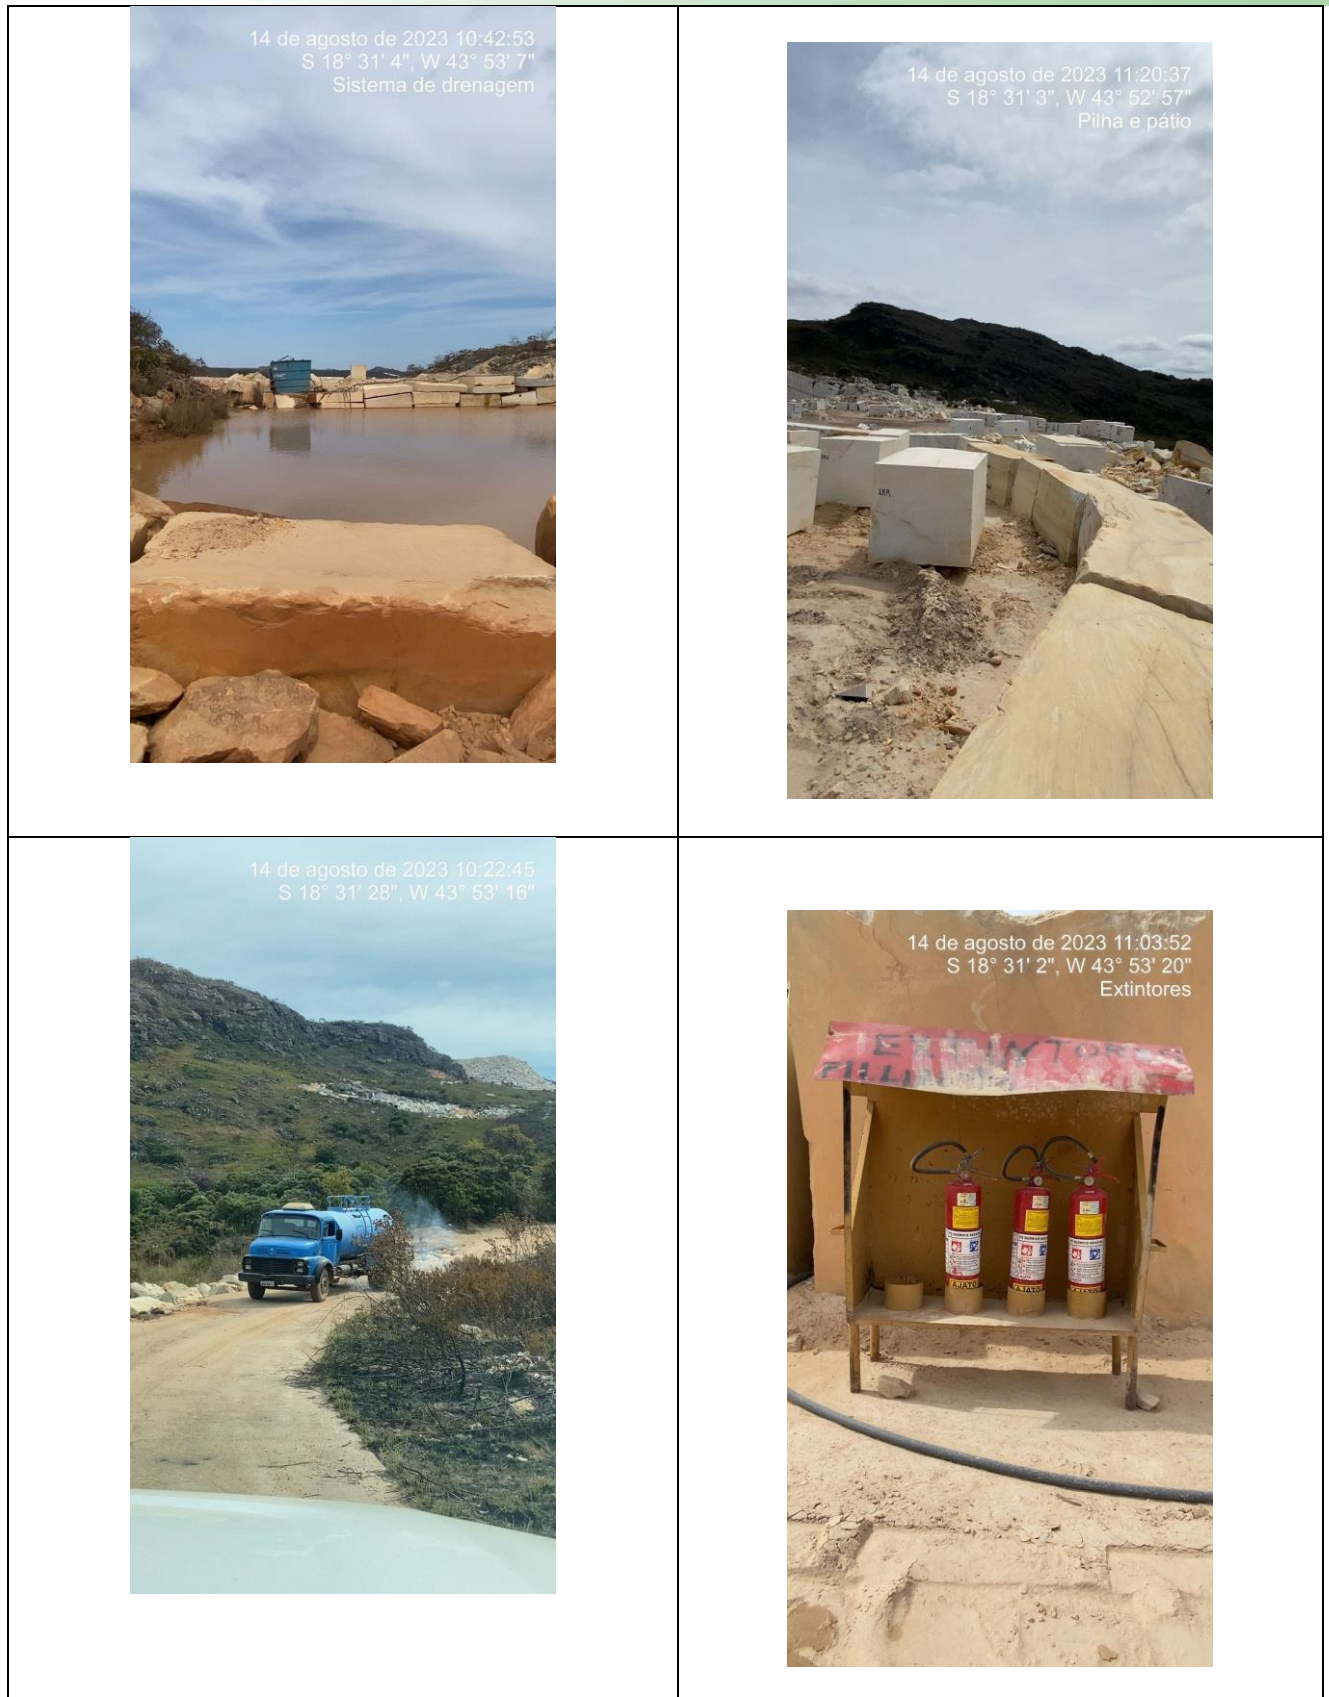 14 de agosto de 2023 10:42:53
S 18° 31' 4", W 43° 53' 7"
Sistema de drenagem
14 de agosto de 2023 11:20:37
S 18° 31' 3", W 43° 52' 57"
Pilha e pátio
14 de agosto de 2023 10:22:45
S 18° 31' 28", W 43° 53' 16"
14 de agosto de 2023 11:03:52
S 18° 31' 2", W 43° 53' 20"
Extintores
EXTINTORES